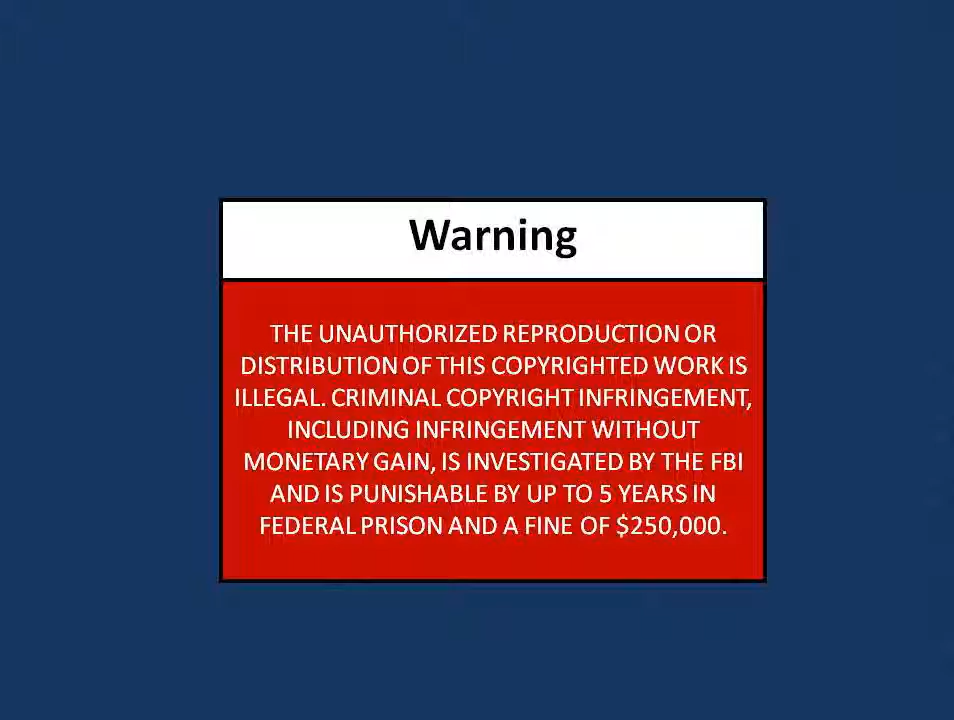 Warning
THE UNAUTHORIZED REPRODUCTION OR
DISTRIBUTION OF THIS COPYRIGHTED WORK IS
ILLEGAL. CRIMINAL COPYRIGHT INFRINGEMENT,
INCLUDING INFRINGEMENT WITHOUT
MONETARY GAIN, IS INVESTIGATED BY THE FBI
AND IS PUNISHABLE BY UP TO 5 YEARS IN
FEDERAL PRISON AND A FINE OF $250,000.